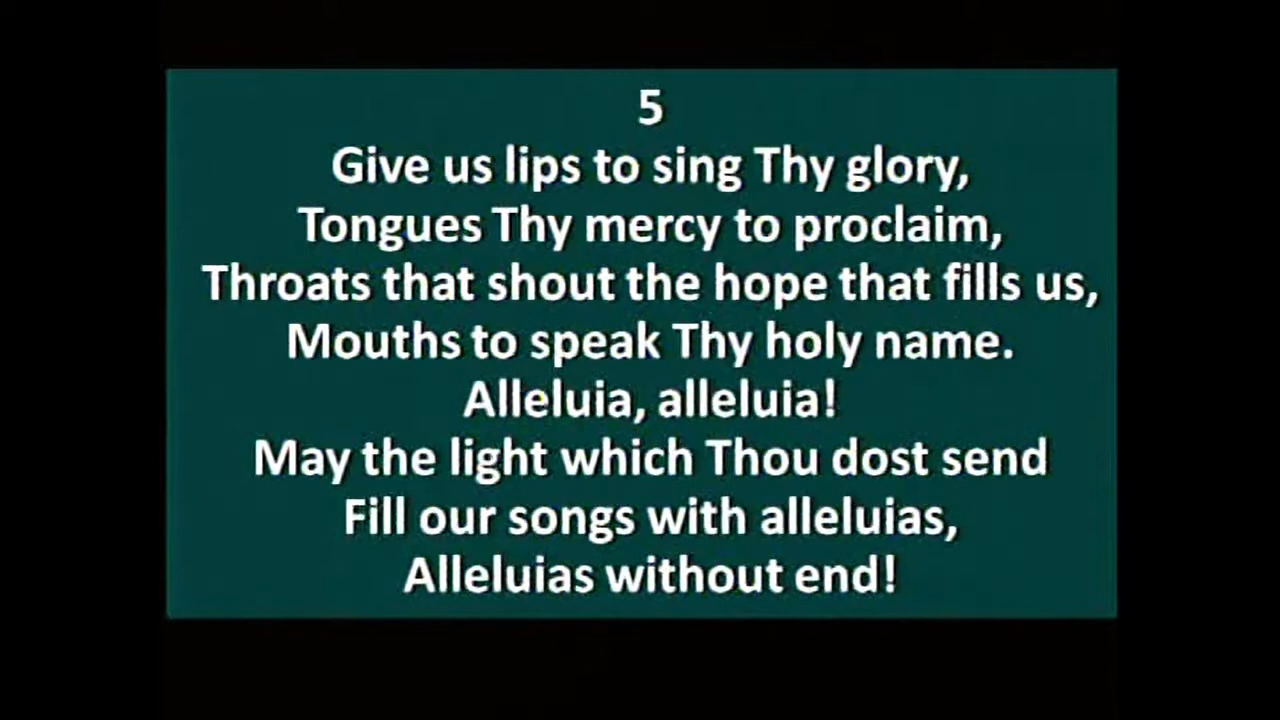 5
Give us lips to sing Thy glory,
Tongues Thy mercy to proclaim,
Throats that shout the hope that fills us,
Mouths to speak Thy holy name.
Alleluia, alleluia!
May the light which Thou dost send
Fill our songs with alleluias,
Alleluias without end!